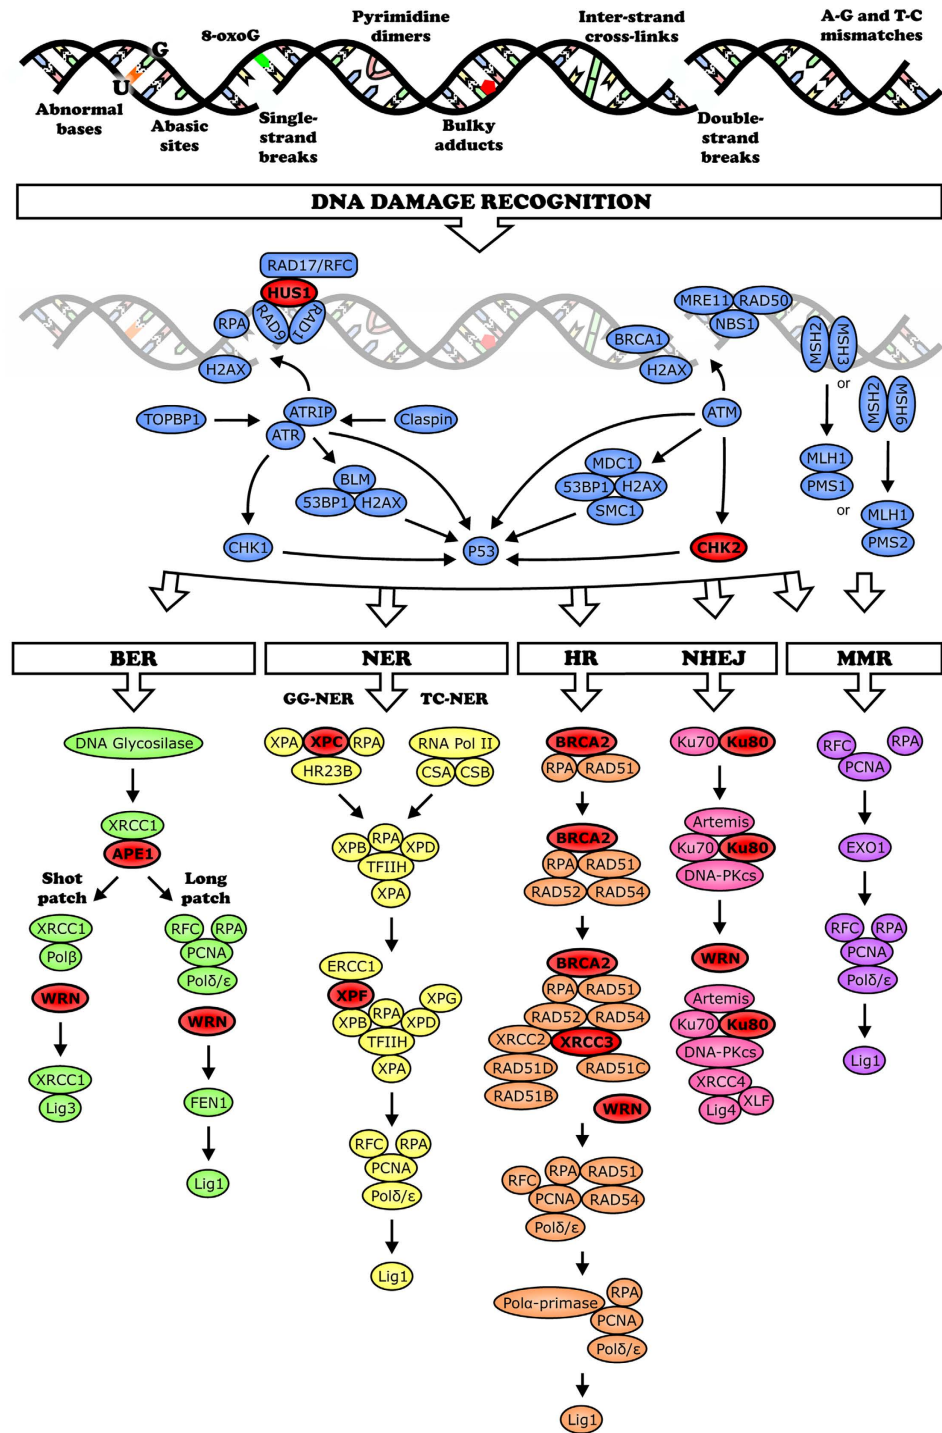 8-oxoG
Pyrimidine
dimers
Inter-strand
cross-links
A-G and T-C
mismatches
G
U
Abnormal
bases
Abasic
sites
Single-
strand
breaks
Bulky
adducts
Double-
strand
breaks
DNA DAMAGE RECOGNITION
RAD17/RFC
HUS1
RPA
RAD9
RAD1
H2AX
MRE11
RAD50
NBS1
BRCA1
H2AX
MSH2
MSH3
or
MSH2
MSH6
TOPBP1
ATRIP
ATR
Claspin
ATM
BLM
53BP1
H2AX
MDC1
53BP1
H2AX
SMC1
MLH1
PMS1
or
MLH1
PMS2
CHK1
P53
CHK2
BER
NER
HR
NHEJ
MMR
GG-NER
TC-NER
DNA Glycosilase
XRCC1
APE1
Shot
patch
Long
patch
XRCC1
Polβ
WRN
XRCC1
Lig3
RFC
RPA
PCNA
Polδ/ε
WRN
FEN1
Lig1
XPA
XPC
RPA
HR23B
RNA Pol II
CSA
CSB
RPA
XPB
XPD
TFIIH
XPA
ERCC1
XPF
XPG
RPA
XPB
XPD
TFIIH
XPA
RFC
RPA
PCNA
Polδ/ε
Lig1
BRCA2
RPA
RAD51
BRCA2
RPA
RAD51
RAD52
RAD54
BRCA2
RPA
RAD51
RAD52
RAD54
XRCC2
XRCC3
RAD51D
RAD51C
RAD51B
WRN
RFC
RPA
RAD51
PCNA
RAD54
Polδ/ε
Polα-primase
RPA
PCNA
Polδ/ε
Lig1
Ku70
Ku80
Artemis
Ku70
Ku80
DNA-PKcs
WRN
Artemis
Ku70
Ku80
DNA-PKcs
XRCC4
Lig4
XLF
RFC
RPA
PCNA
EXO1
RFC
RPA
PCNA
Polδ/ε
Lig1